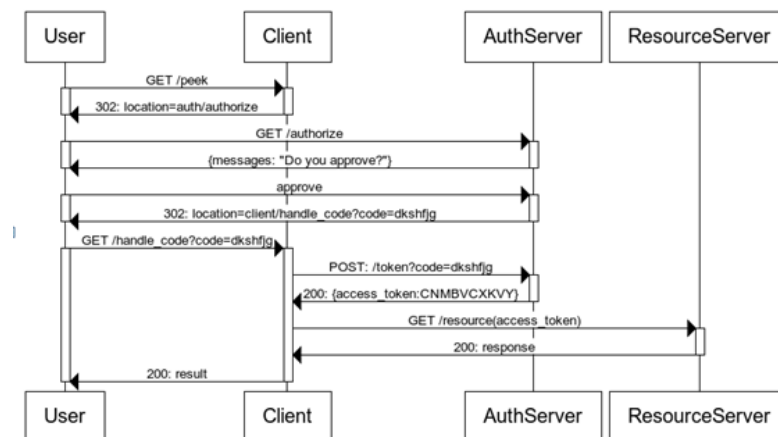 User Client AuthServer ResourceServer
GET /peek
302: location=auth/authorize
GET /authorize
{messages: "Do you approve?"}
approve
302: location=client/handle_code?code=dkshfjg
GET /handle_code?code=dkshfjg
POST: /token?code=dkshfjg
200: {access_token:CNMBVCXKVY}
GET /resource(access_token)
200: response
200: result
User Client AuthServer ResourceServer